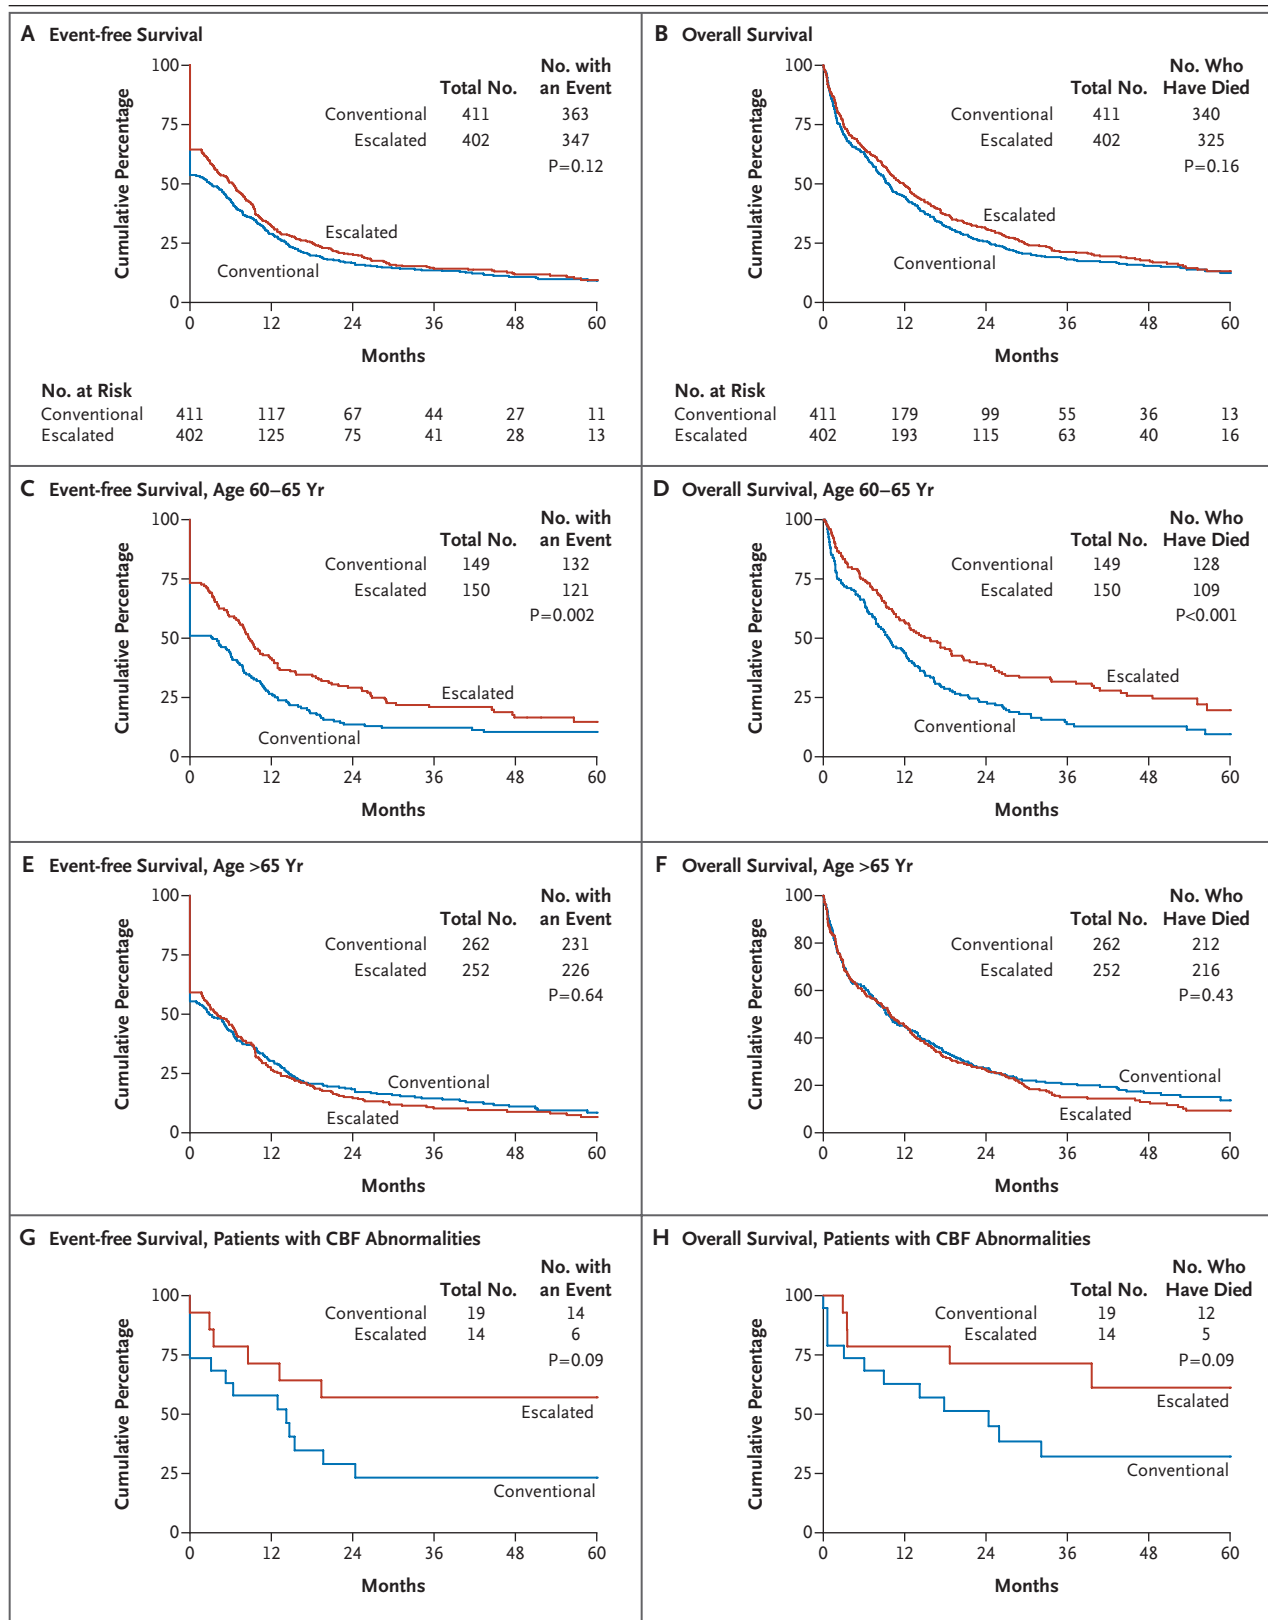 A Event-free Survival
Cumulative Percentage
100
75
50
25
0
0 12 24 36 48 60
Months
Total No. No. with an Event
Conventional 411 363
Escalated 402 347
P=0.12
Escalated
Conventional
No. at Risk
Conventional 411 117 67 44 27 11
Escalated 402 125 75 41 28 13
B Overall Survival
Cumulative Percentage
100
75
50
25
0
0 12 24 36 48 60
Months
Total No. No. Who Have Died
Conventional 411 340
Escalated 402 325
P=0.16
Escalated
Conventional
No. at Risk
Conventional 411 179 99 55 36 13
Escalated 402 193 115 63 40 16
C Event-free Survival, Age 60–65 Yr
Cumulative Percentage
100
75
50
25
0
0 12 24 36 48 60
Months
Total No. No. with an Event
Conventional 149 132
Escalated 150 121
P=0.002
Escalated
Conventional
D Overall Survival, Age 60–65 Yr
Cumulative Percentage
100
75
50
25
0
0 12 24 36 48 60
Months
Total No. No. Who Have Died
Conventional 149 128
Escalated 150 109
P<0.001
Escalated
Conventional
E Event-free Survival, Age >65 Yr
Cumulative Percentage
100
75
50
25
0
0 12 24 36 48 60
Months
Total No. No. with an Event
Conventional 262 231
Escalated 252 226
P=0.64
Conventional
Escalated
F Overall Survival, Age >65 Yr
Cumulative Percentage
100
80
60
40
20
0
0 12 24 36 48 60
Months
Total No. No. Who Have Died
Conventional 262 212
Escalated 252 216
P=0.43
Conventional
Escalated
G Event-free Survival, Patients with CBF Abnormalities
Cumulative Percentage
100
75
50
25
0
0 12 24 36 48 60
Months
Total No. No. with an Event
Conventional 19 14
Escalated 14 6
P=0.09
Escalated
Conventional
H Overall Survival, Patients with CBF Abnormalities
Cumulative Percentage
100
75
50
25
0
0 12 24 36 48 60
Months
Total No. No. Who Have Died
Conventional 19 12
Escalated 14 5
P=0.09
Escalated
Conventional